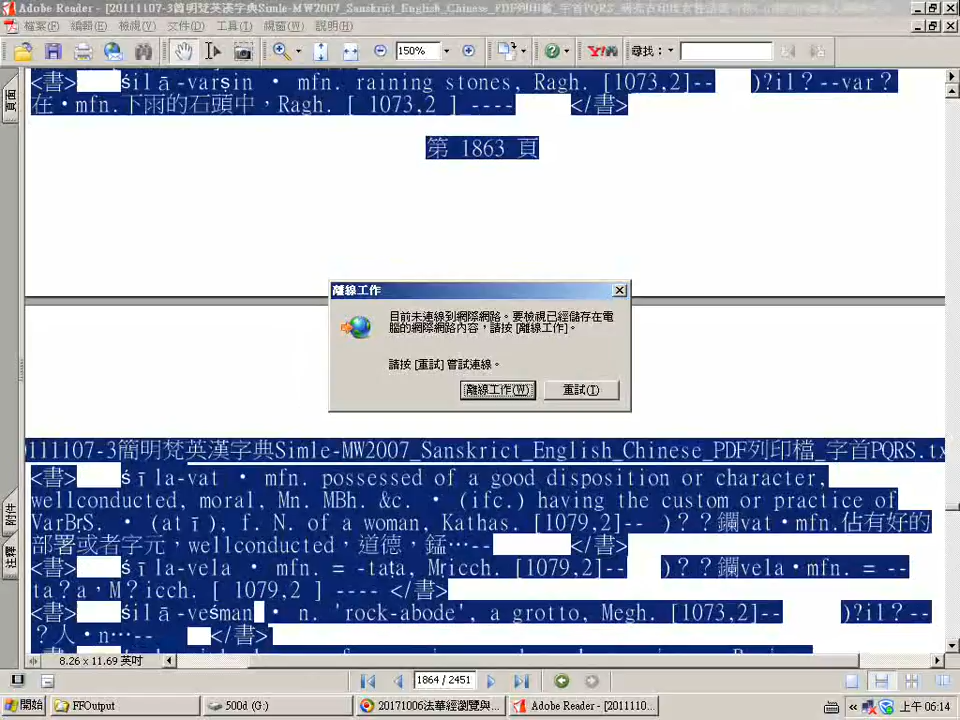 Adobe Reader - [20111107-3簡明梵英漢字典Simle-MW2007_Sanskrict_English_Chinese_PDF列印檔_字首PQRS
檔案(F) 編輯(E) 檢視(V) 文件(D) 工具(T) 視窗(W) 說明(H)
150% 尋找：
頁面
<書> śilā-varṣin • mfn. raining stones, Ragh. [1073,2]-- )?il？--var？
在•mfn.下雨的石頭中，Ragh. [ 1073,2 ] ---- </書>
第 1863 頁
離線工作
目前未連線到網際網路。要檢視已經儲存在電
腦的網際網路內容，請按 [離線工作]。
請按 [重試] 嘗試連線。
離線工作(W) 重試(T)
111107-3簡明梵英漢字典Simle-MW2007_Sanskrict_English_Chinese_PDF列印檔_字首PQRS.tx
<書> śīla-vat • mfn. possessed of a good disposition or character,
wellconducted, moral, Mn. MBh. &c. • (ifc.) having the custom or practice of
VarBrS. • (atī), f. N. of a woman, Kathas. [1079,2]-- )？？鑭vat•mfn.佔有好的
部署或者字元，wellconducted，道德，錳…-- </書>
<書> śīla-vela • mfn. = -tata, Mricch. [1079,2]-- )？？鑭vela•mfn. = --
ta？a, M？icch. [ 1079,2 ] ---- </書>
<書> śilā-veśman • n. 'rock-abode', a grotto, Megh. [1073,2]-- )?il？--
？人•n…-- </書>
附件
注釋
8.26 x 11.69 英吋
1864 / 2451
開始 FFOutput 500d (G:) 20171006法華經瀏覽與... Adobe Reader - [2011110... 上午 06:14